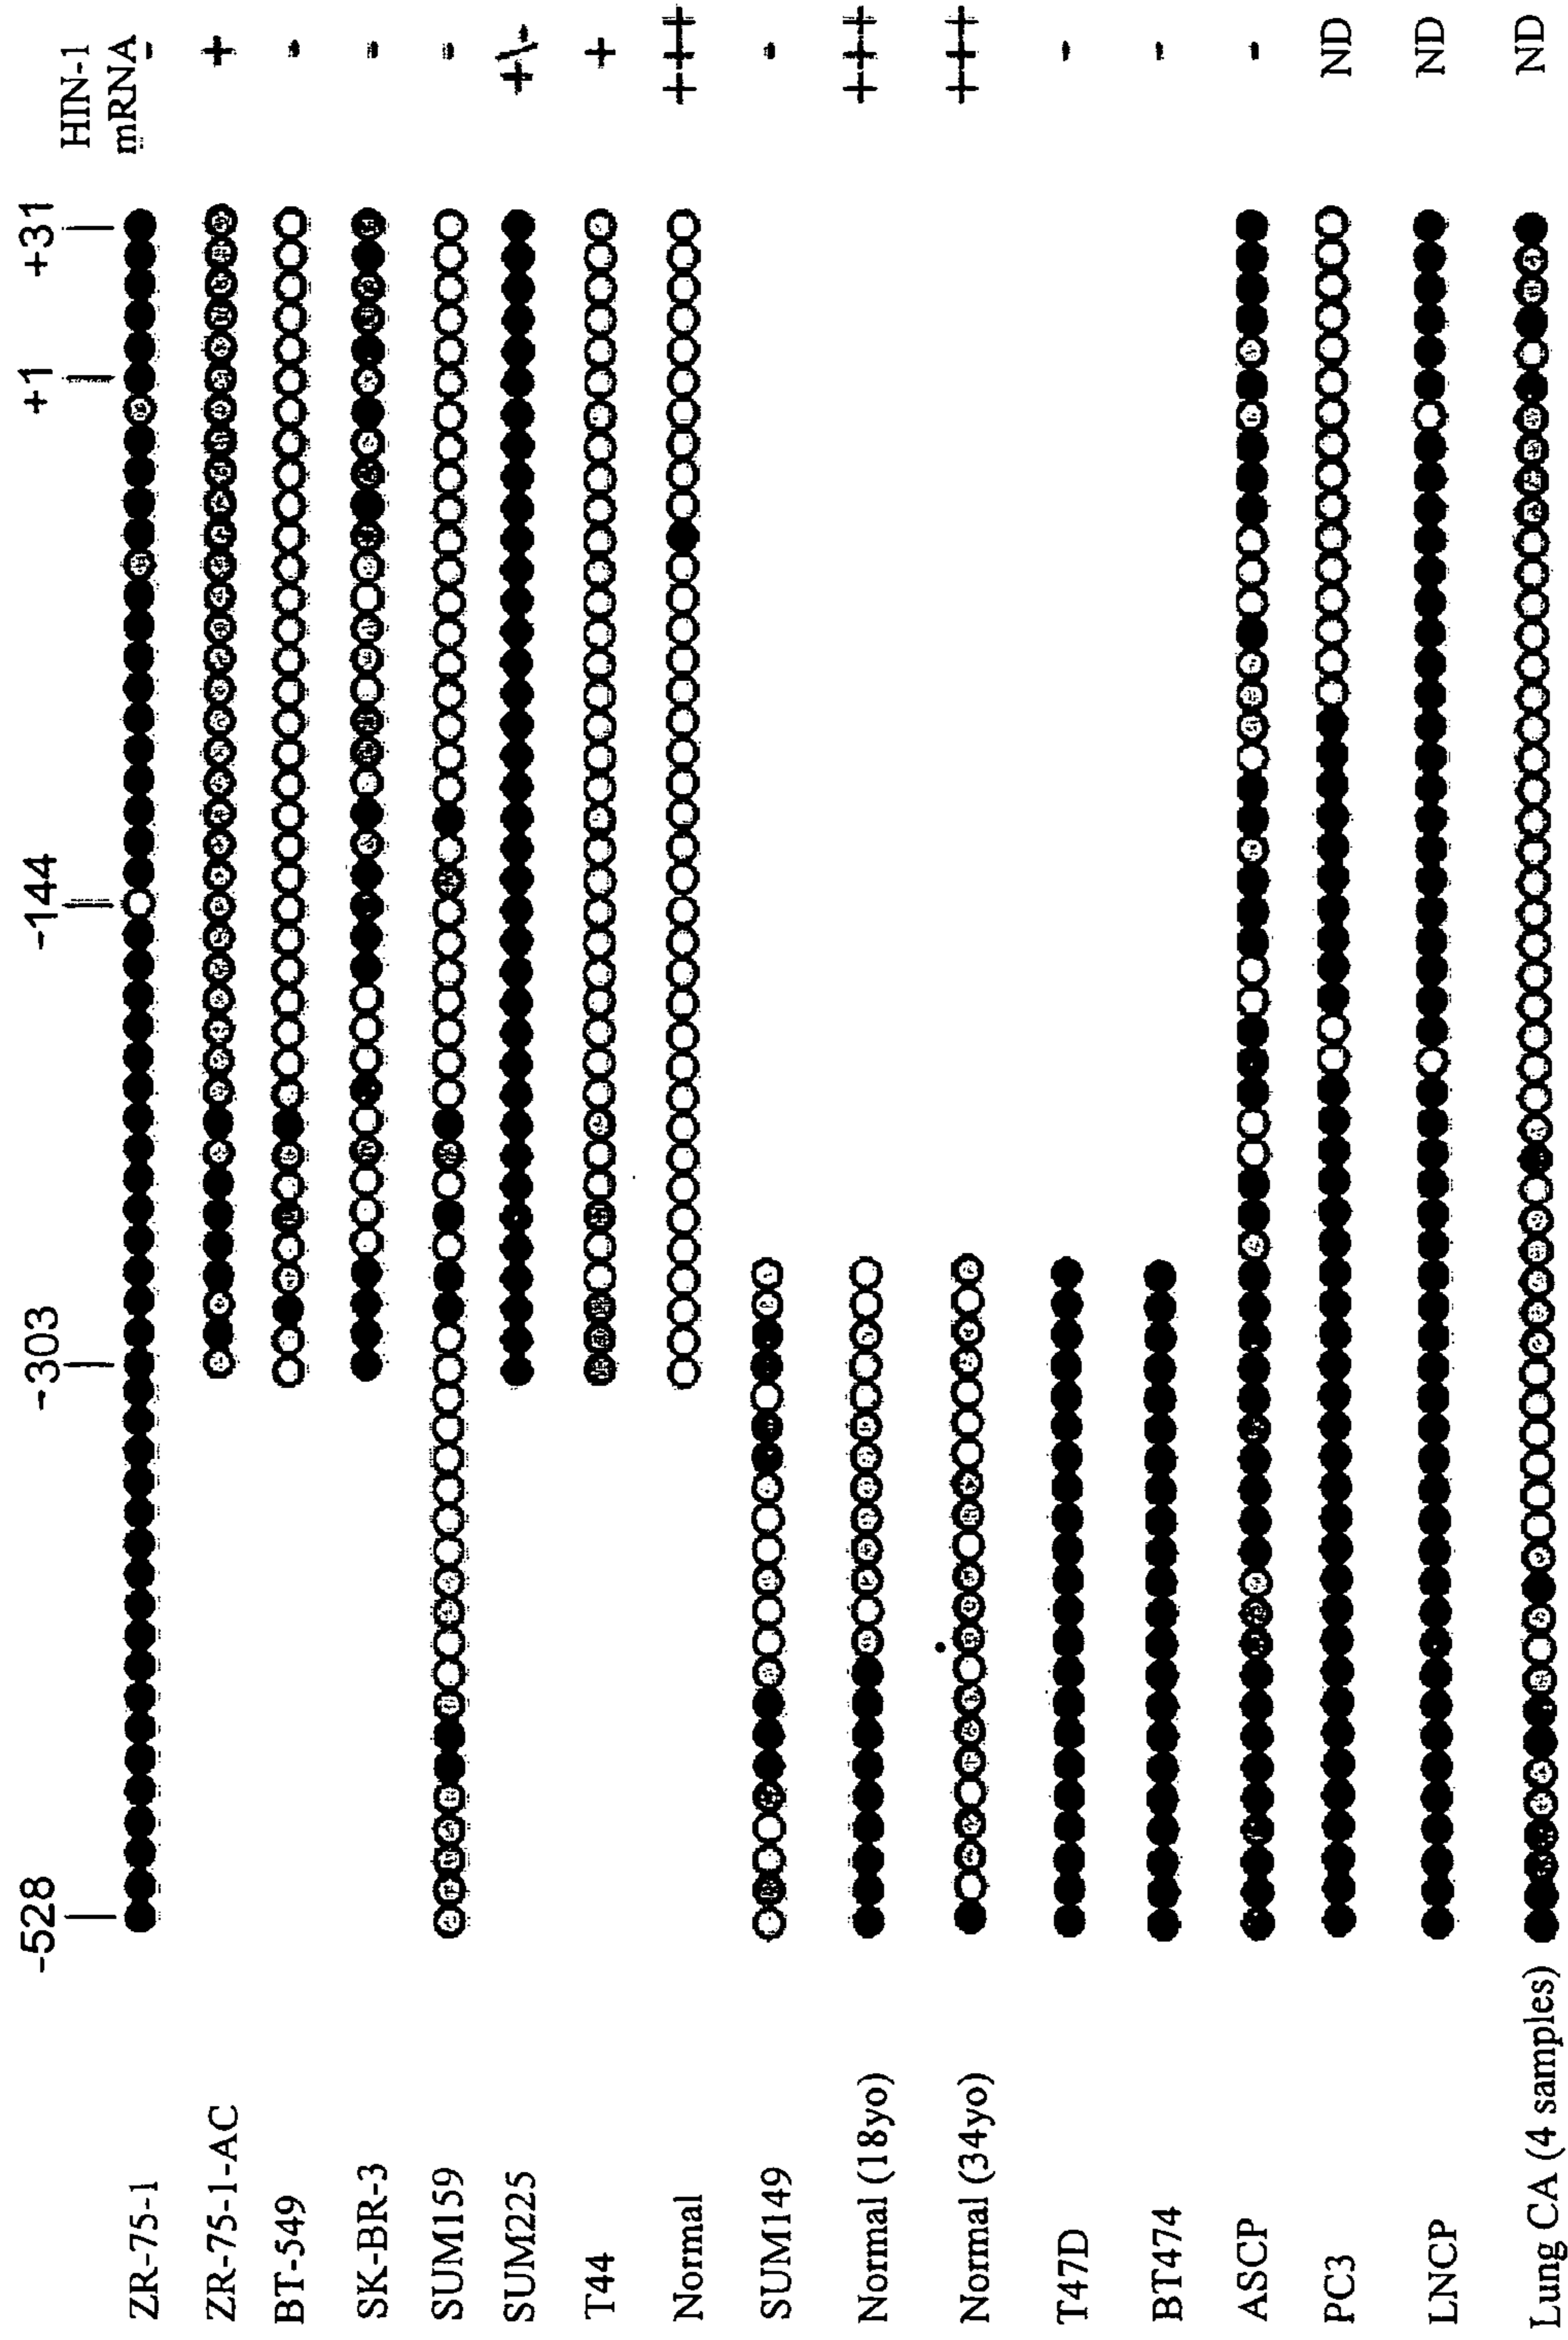 -528 -303 -144 +1 +31
HIN-1
mRNA
ZR-75-1 -
ZR-75-1-AC +
BT-549 -
SK-BR-3 -
SUM159 -
SUM225 +\-
T44 +
Normal +++
SUM149 -
Normal (18yo) +++
Normal (34yo) +++
T47D -
BT474 -
ASCP -
PC3 ND
LNCP ND
Lung CA (4 samples) ND